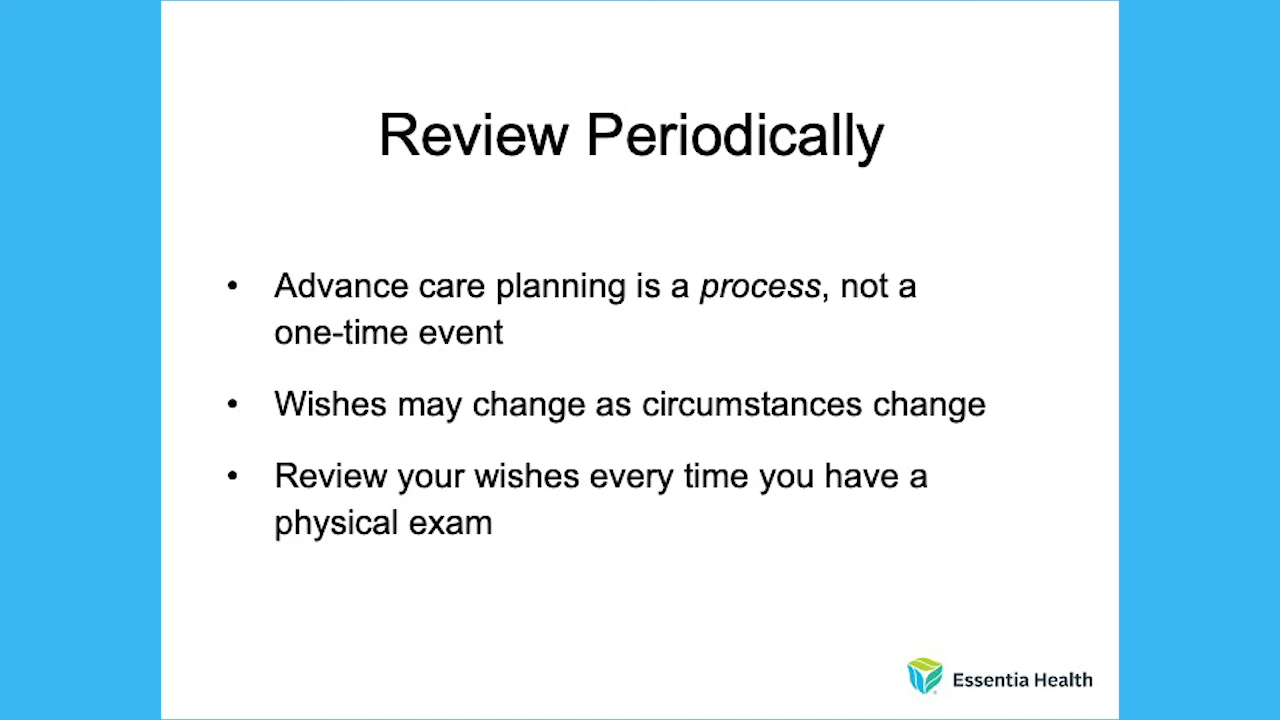 Review Periodically
• Advance care planning is a process, not a
one-time event
• Wishes may change as circumstances change
• Review your wishes every time you have a
physical exam
Essentia Health